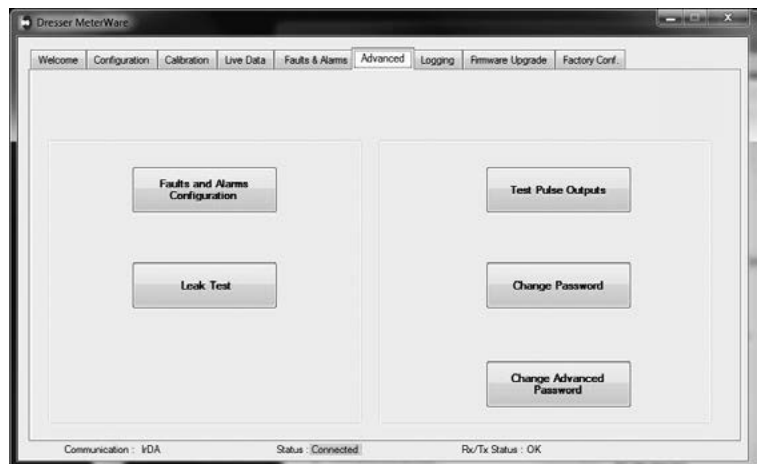 Dresser MeterWare
Welcome Configuration Calibration Live Data Faults & Alarms Advanced Logging Firmware Upgrade Factory Conf.
Faults and Alarms
Configuration
Leak Test
Test Pulse Outputs
Change Password
Change Advanced
Password
Communication : IrDA Status : Connected Rx/Tx Status : OK